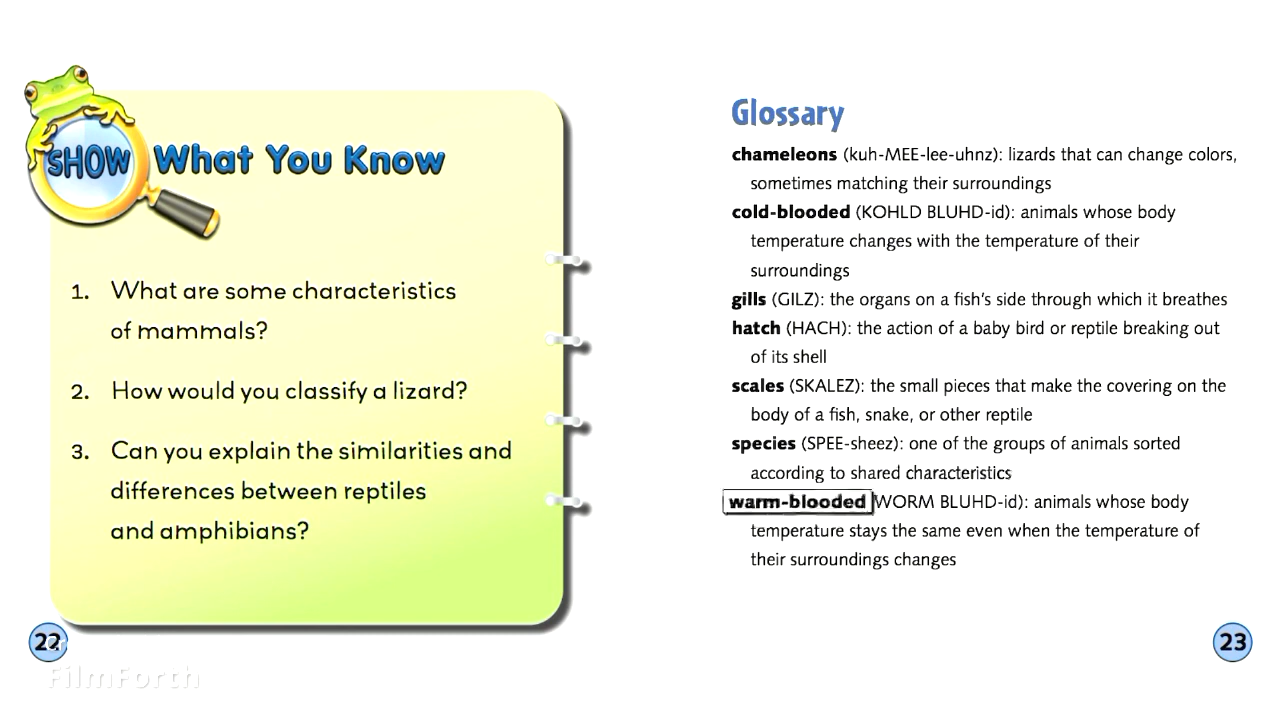 SHOW What You Know
1. What are some characteristics
of mammals?
2. How would you classify a lizard?
3. Can you explain the similarities and
differences between reptiles
and amphibians?
22
FilmForth
Glossary
chameleons (kuh-MEE-lee-uhnz): lizards that can change colors,
sometimes matching their surroundings
cold-blooded (KOHLD BLUHD-id): animals whose body
temperature changes with the temperature of their
surroundings
gills (GILZ): the organs on a fish's side through which it breathes
hatch (HACH): the action of a baby bird or reptile breaking out
of its shell
scales (SKALEZ): the small pieces that make the covering on the
body of a fish, snake, or other reptile
species (SPEE-sheez): one of the groups of animals sorted
according to shared characteristics
warm-blooded WORM BLUHD-id): animals whose body
temperature stays the same even when the temperature of
their surroundings changes
23